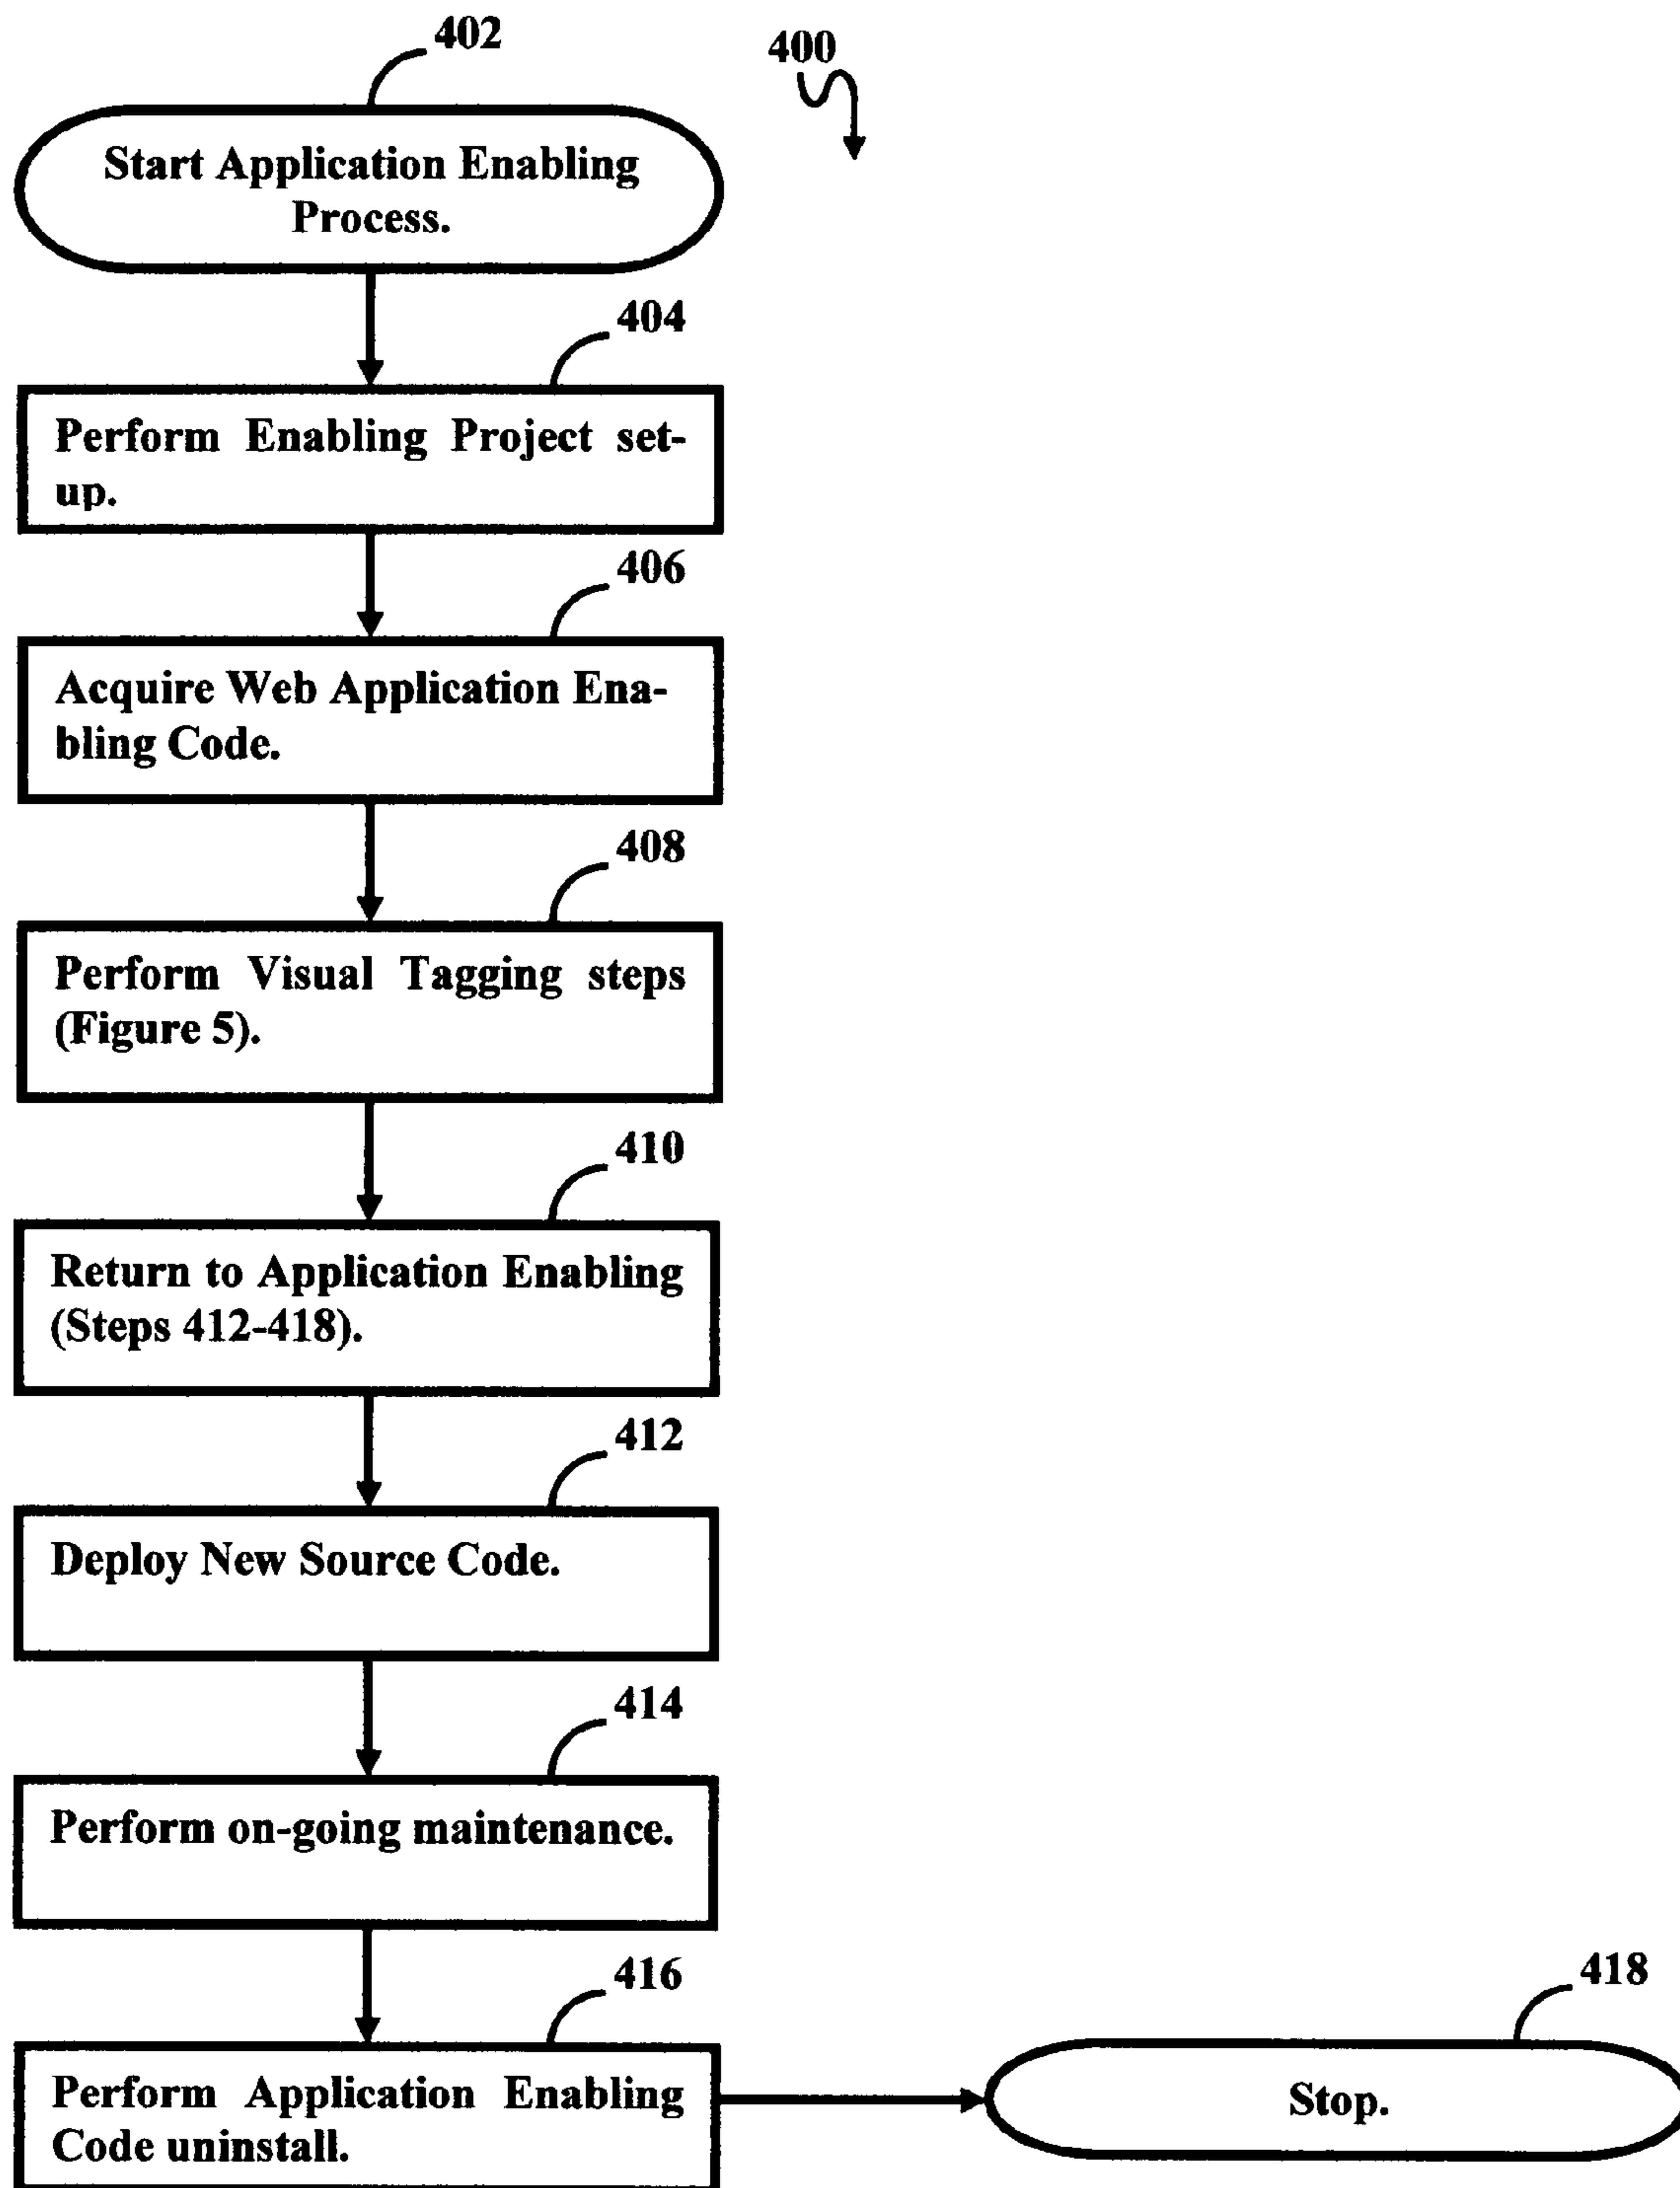 402
400
Start Application Enabling
Process.
404
Perform Enabling Project set-
up.
406
Acquire Web Application Ena-
bling Code.
408
Perform Visual Tagging steps
(Figure 5).
410
Return to Application Enabling
(Steps 412-418).
412
Deploy New Source Code.
414
Perform on-going maintenance.
416
Perform Application Enabling
Code uninstall.
418
Stop.